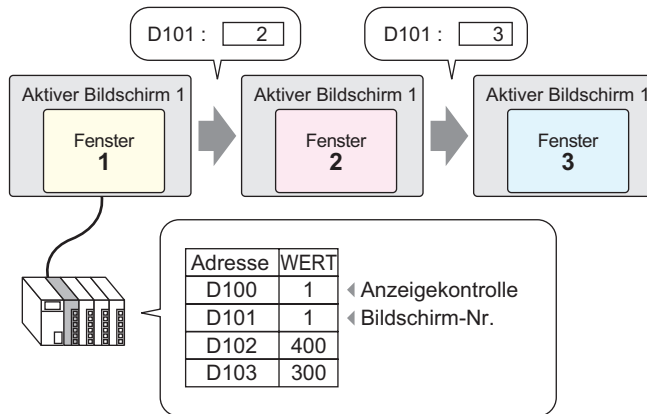 D101 : 2
D101 : 3
Aktiver Bildschirm 1
Fenster
1
Aktiver Bildschirm 1
Fenster
2
Aktiver Bildschirm 1
Fenster
3
Adresse WERT
D100 1 Anzeigekontrolle
D101 1 Bildschirm-Nr.
D102 400
D103 300